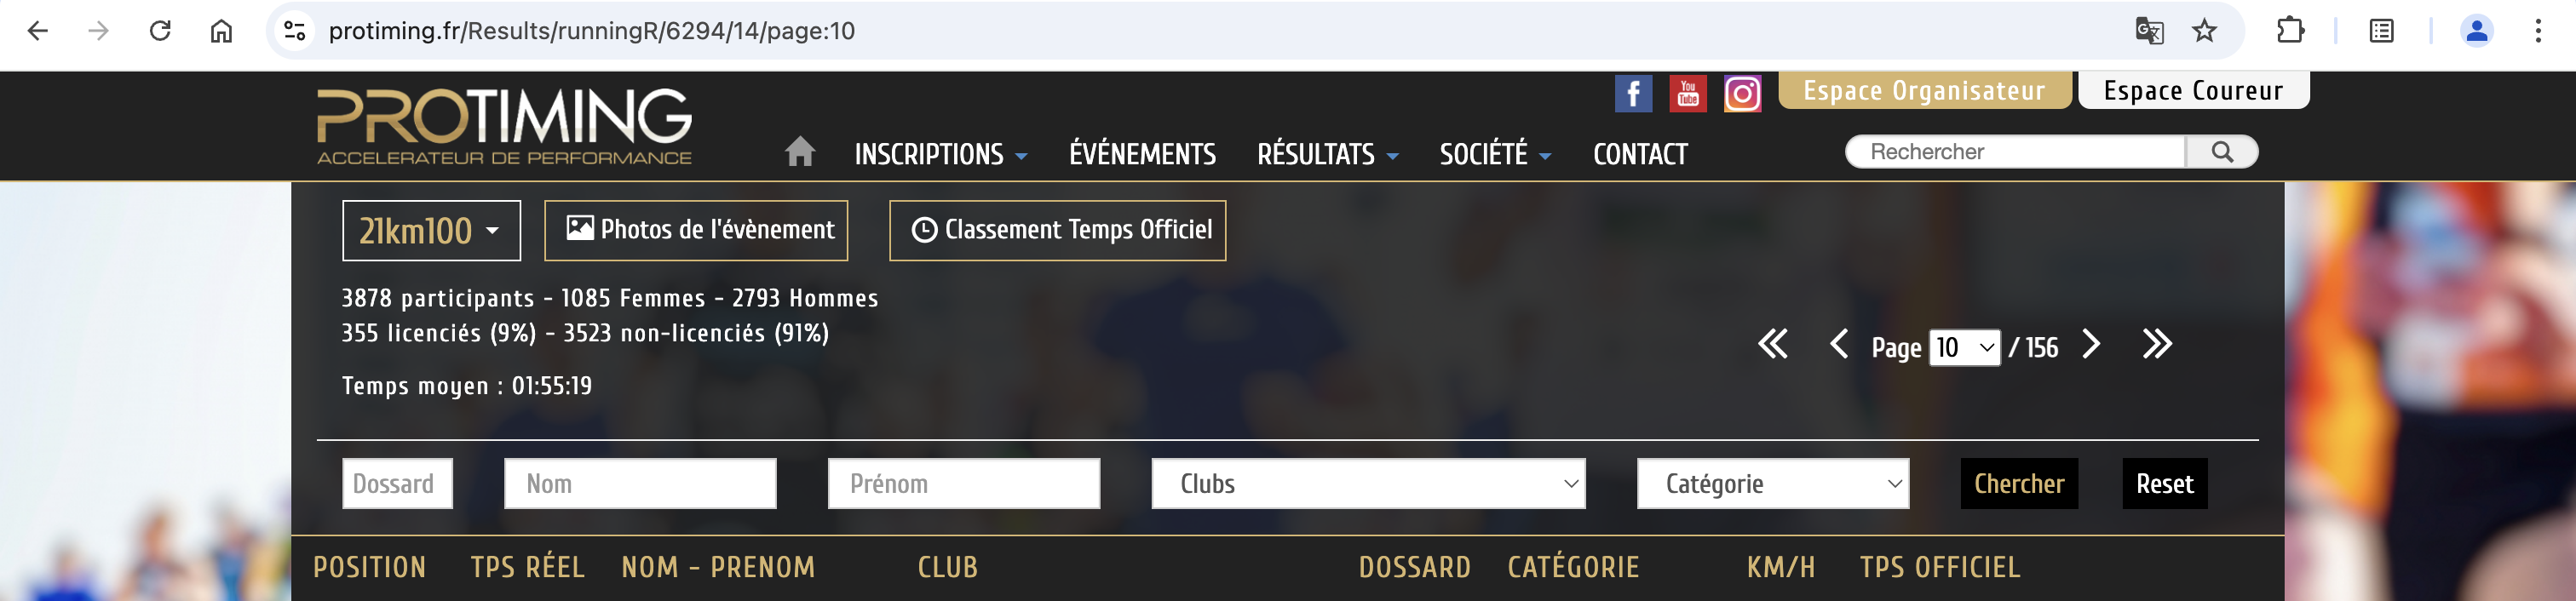 protiming.fr/Results/runningR/6294/14/page:10
Espace Organisateur Espace Coureur
PROTIMING
ACCELERATEUR DE PERFORMANCE
INSCRIPTIONS ÉVÉNEMENTS RÉSULTATS SOCIÉTÉ CONTACT Rechercher
21km100 Photos de l'évènement Classement Temps Officiel
3878 participants - 1085 Femmes - 2793 Hommes
355 licenciés (9%) - 3523 non-licenciés (91%)
Page 10 / 156
Temps moyen : 01:55:19
Dossard Nom Prénom Clubs Catégorie Chercher Reset
POSITION TPS RÉEL NOM - PRENOM CLUB DOSSARD CATÉGORIE KM/H TPS OFFICIEL